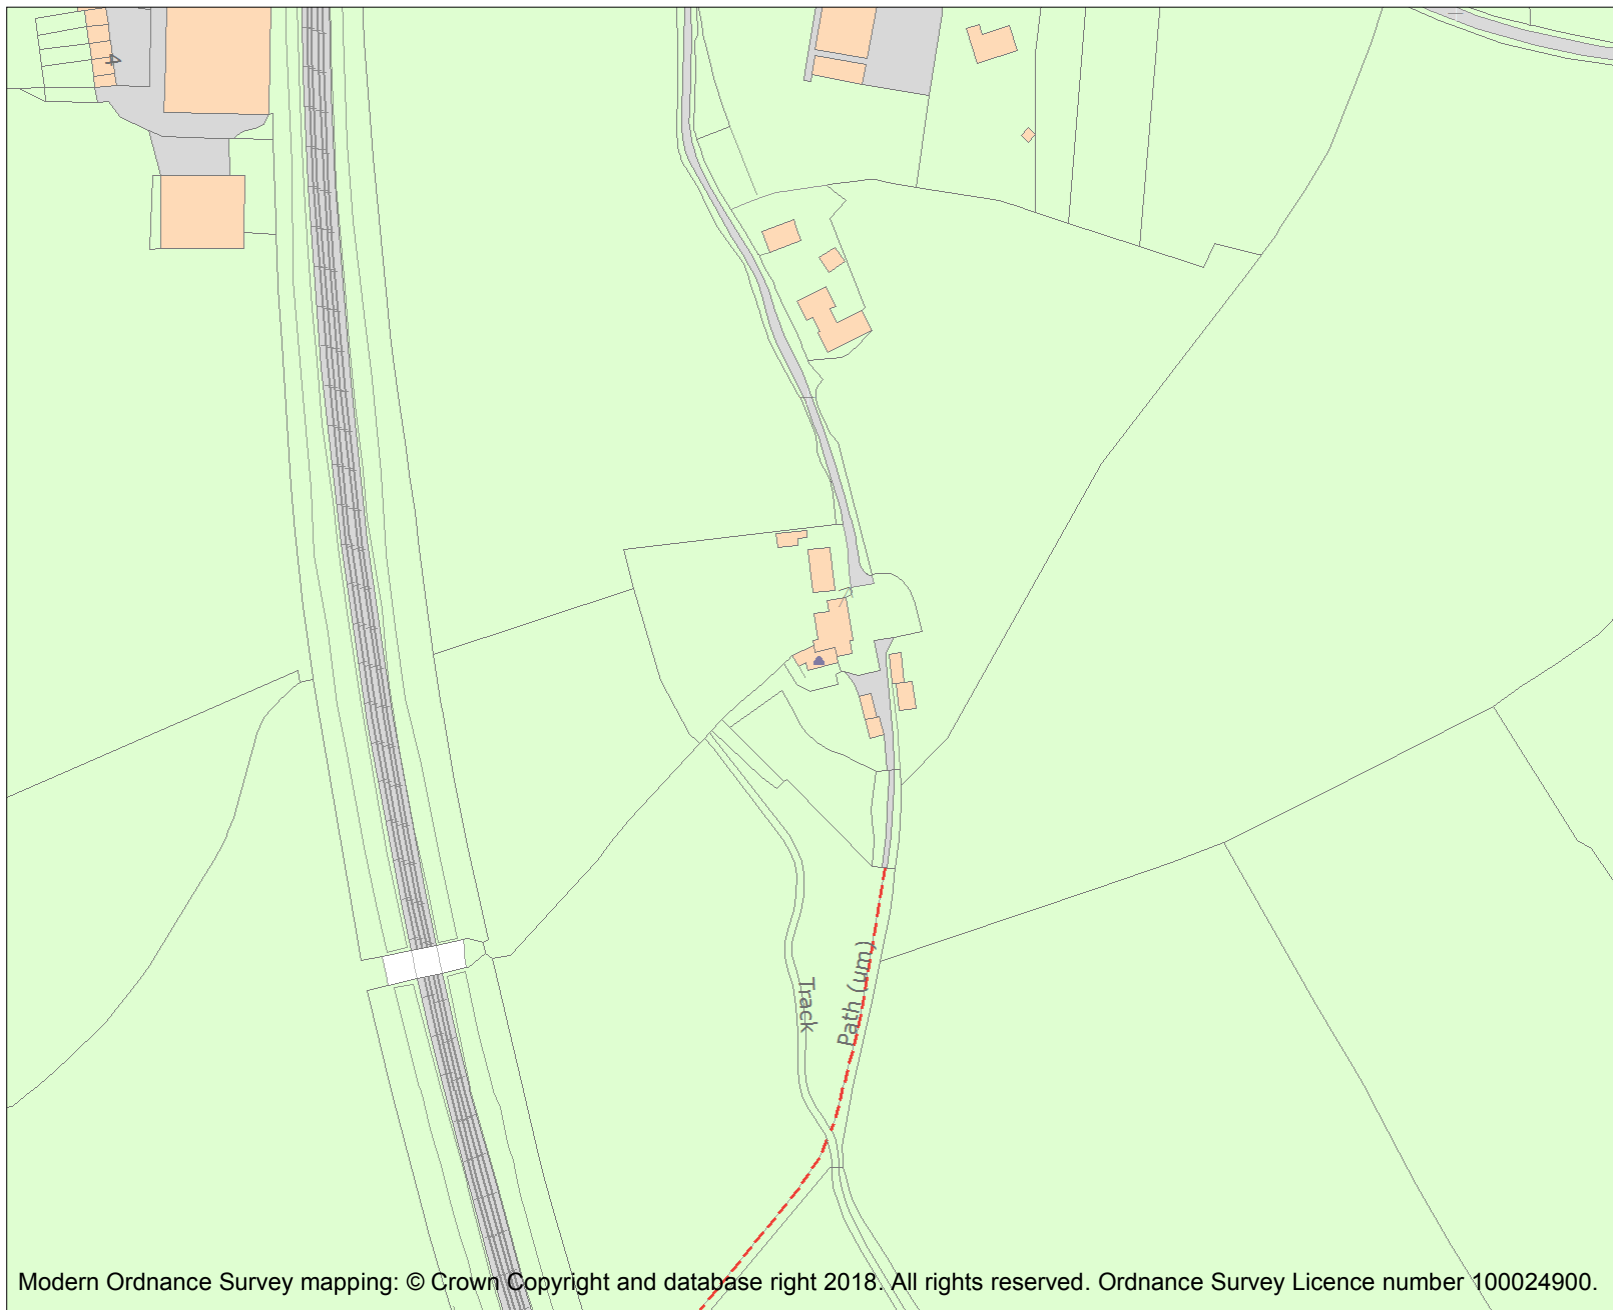 4
Path (um)
Track
Modern Ordnance Survey mapping: © Crown Copyright and database right 2018. All rights reserved. Ordnance Survey Licence number 100024900.